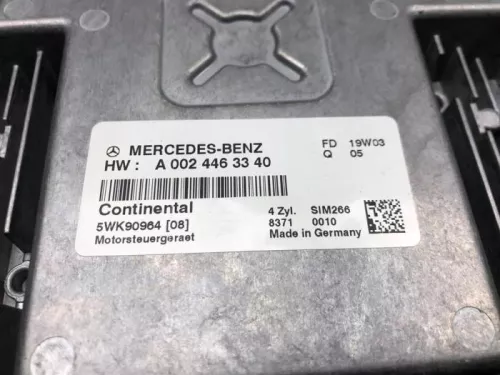 MERCEDES-BENZ FD 19W03
HW : A 002 446 33 40 Q 05
Continental 4 Zyl. SIM266
5WK90964 [08] 8371 0010
Motorsteuergeraet Made in Germany